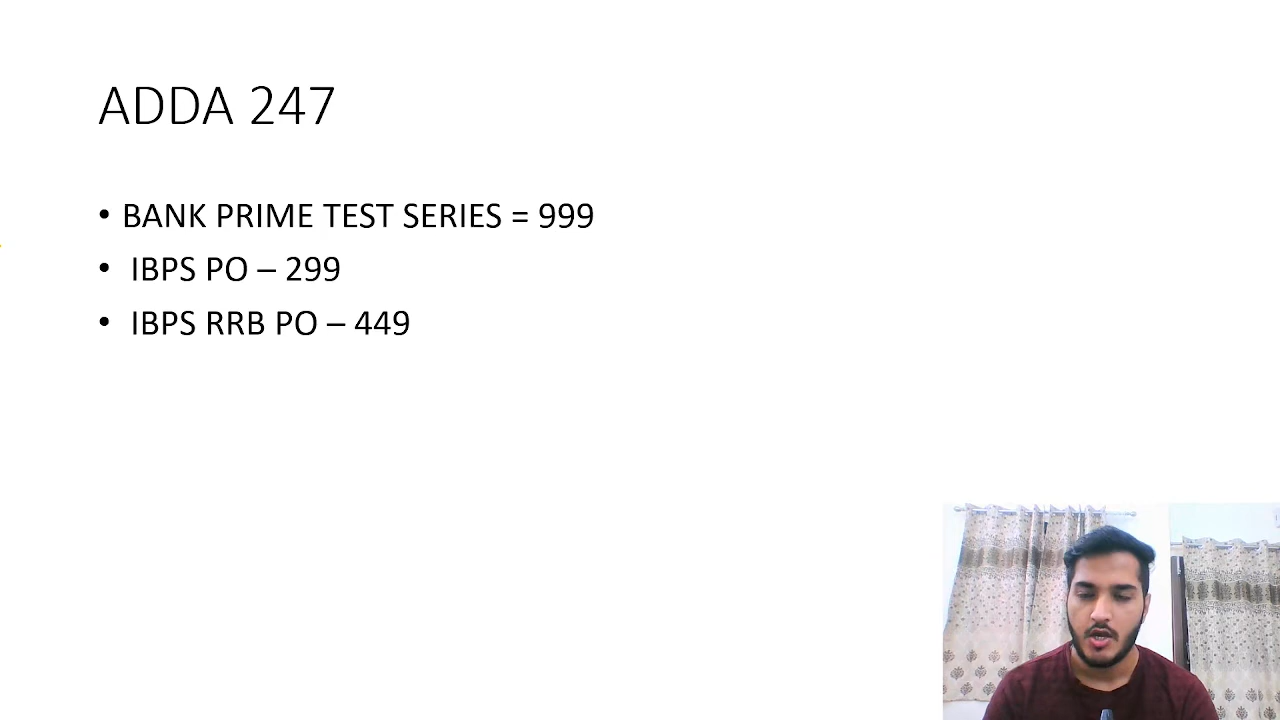 ADDA 247
• BANK PRIME TEST SERIES = 999
• IBPS PO – 299
• IBPS RRB PO – 449